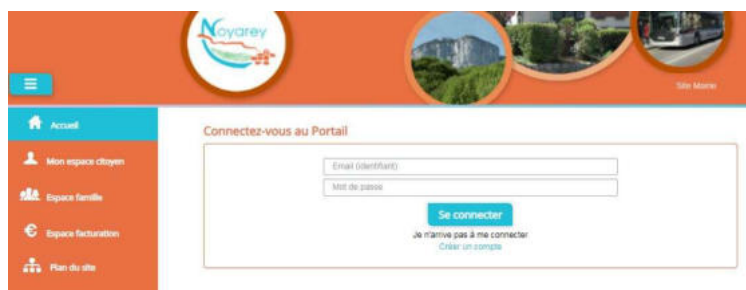 Noyarey
Site Mairie
Accueil
Mon espace citoyen
Espace famille
Espace facturation
Plan du site
Connectez-vous au Portail
Email (identifiant)
Mot de passe
Se connecter
Je n'arrive pas à me connecter
Créer un compte